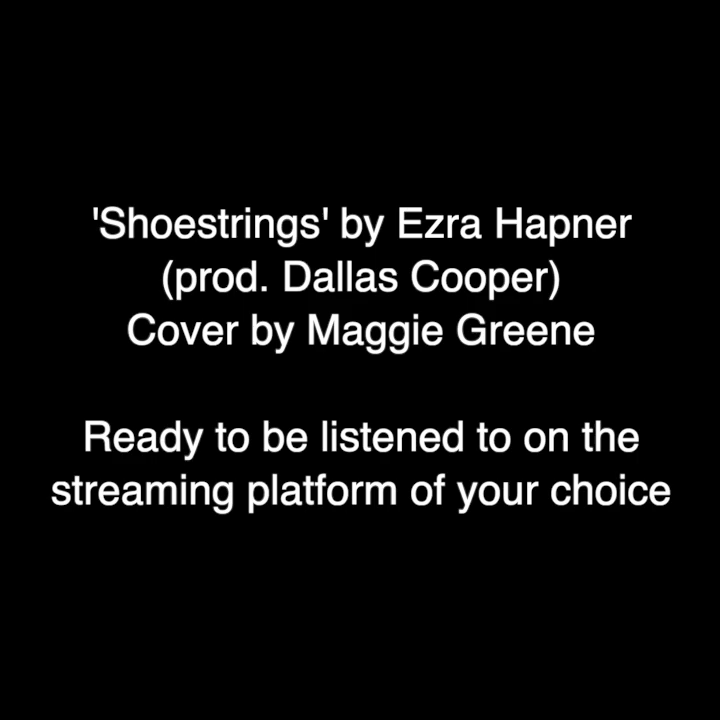 'Shoestrings' by Ezra Hapner
(prod. Dallas Cooper)
Cover by Maggie Greene
Ready to be listened to on the
streaming platform of your choice